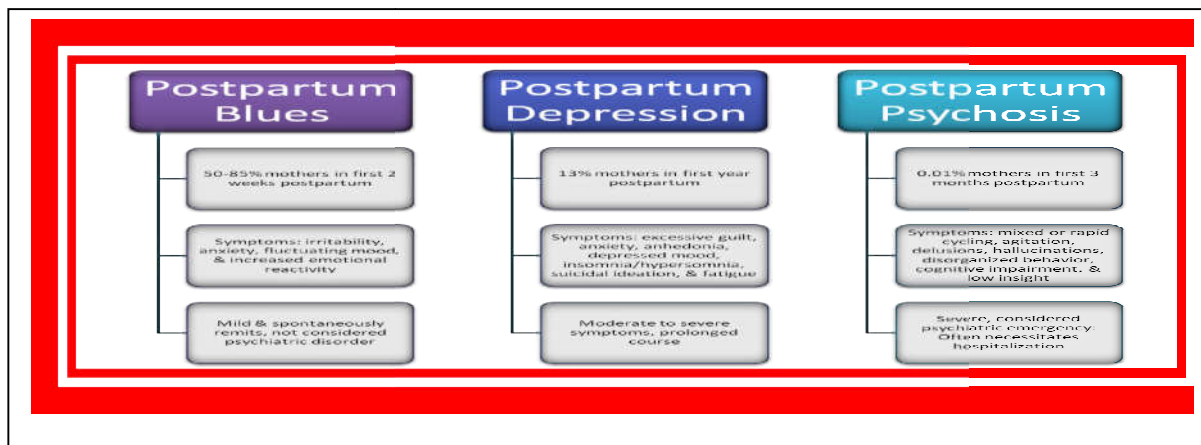 Postpartum
Blues
50-85% mothers in first 2
weeks postpartum
Symptoms: irritability,
anxiety, fluctuating mood,
& increased emotional
reactivity
Mild & spontaneously
remits, not considered
psychiatric disorder
Postpartum
Depression
13% mothers in first year
postpartum
Symptoms: excessive guilt,
anxiety, anhedonia,
depressed mood,
insomnia/hypersomnia,
suicidal ideation, & fatigue
Moderate to severe
symptoms, prolonged
course
Postpartum
Psychosis
0.01% mothers in first 3
months postpartum
Symptoms: mixed or rapid
cycling, agitation,
delusions, hallucinations,
disorganized behavior,
cognitive impairment, &
low insight
Severe, considered
psychiatric emergency.
Often necessitates
hospitalization